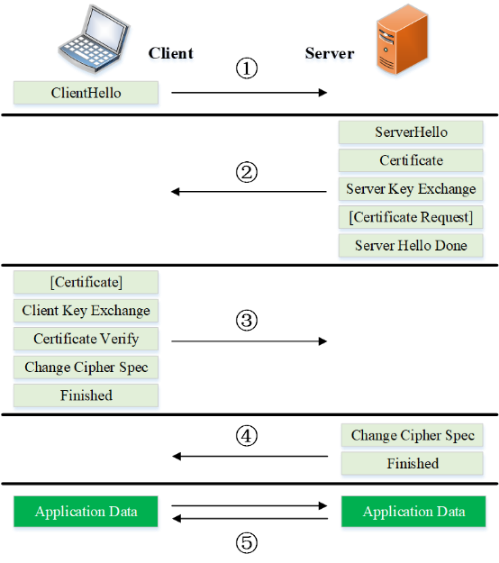 Client
Server
①
ClientHello
②
ServerHello
Certificate
Server Key Exchange
[Certificate Request]
Server Hello Done
[Certificate]
Client Key Exchange
Certificate Verify
Change Cipher Spec
Finished
③
④
Change Cipher Spec
Finished
Application Data
Application Data
⑤